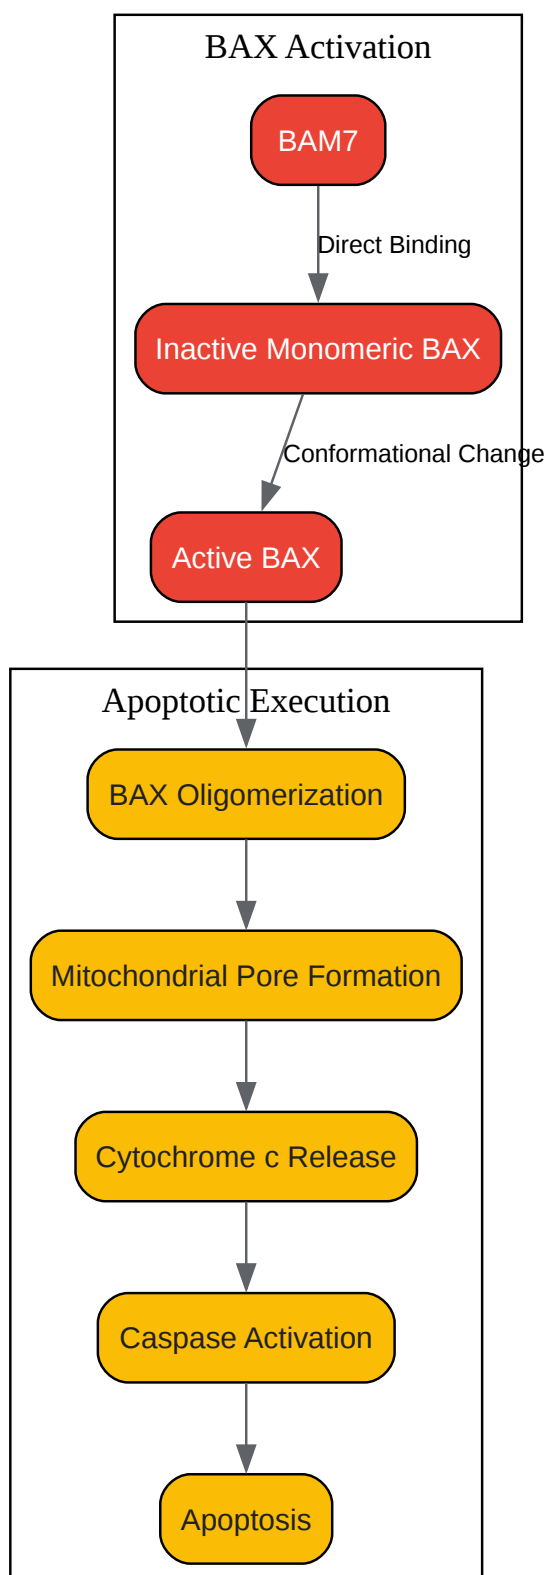 BAX Activation
BAM7
Direct Binding
Inactive Monomeric BAX
Conformational Change
Active BAX
Apoptotic Execution
BAX Oligomerization
Mitochondrial Pore Formation
Cytochrome c Release
Caspase Activation
Apoptosis